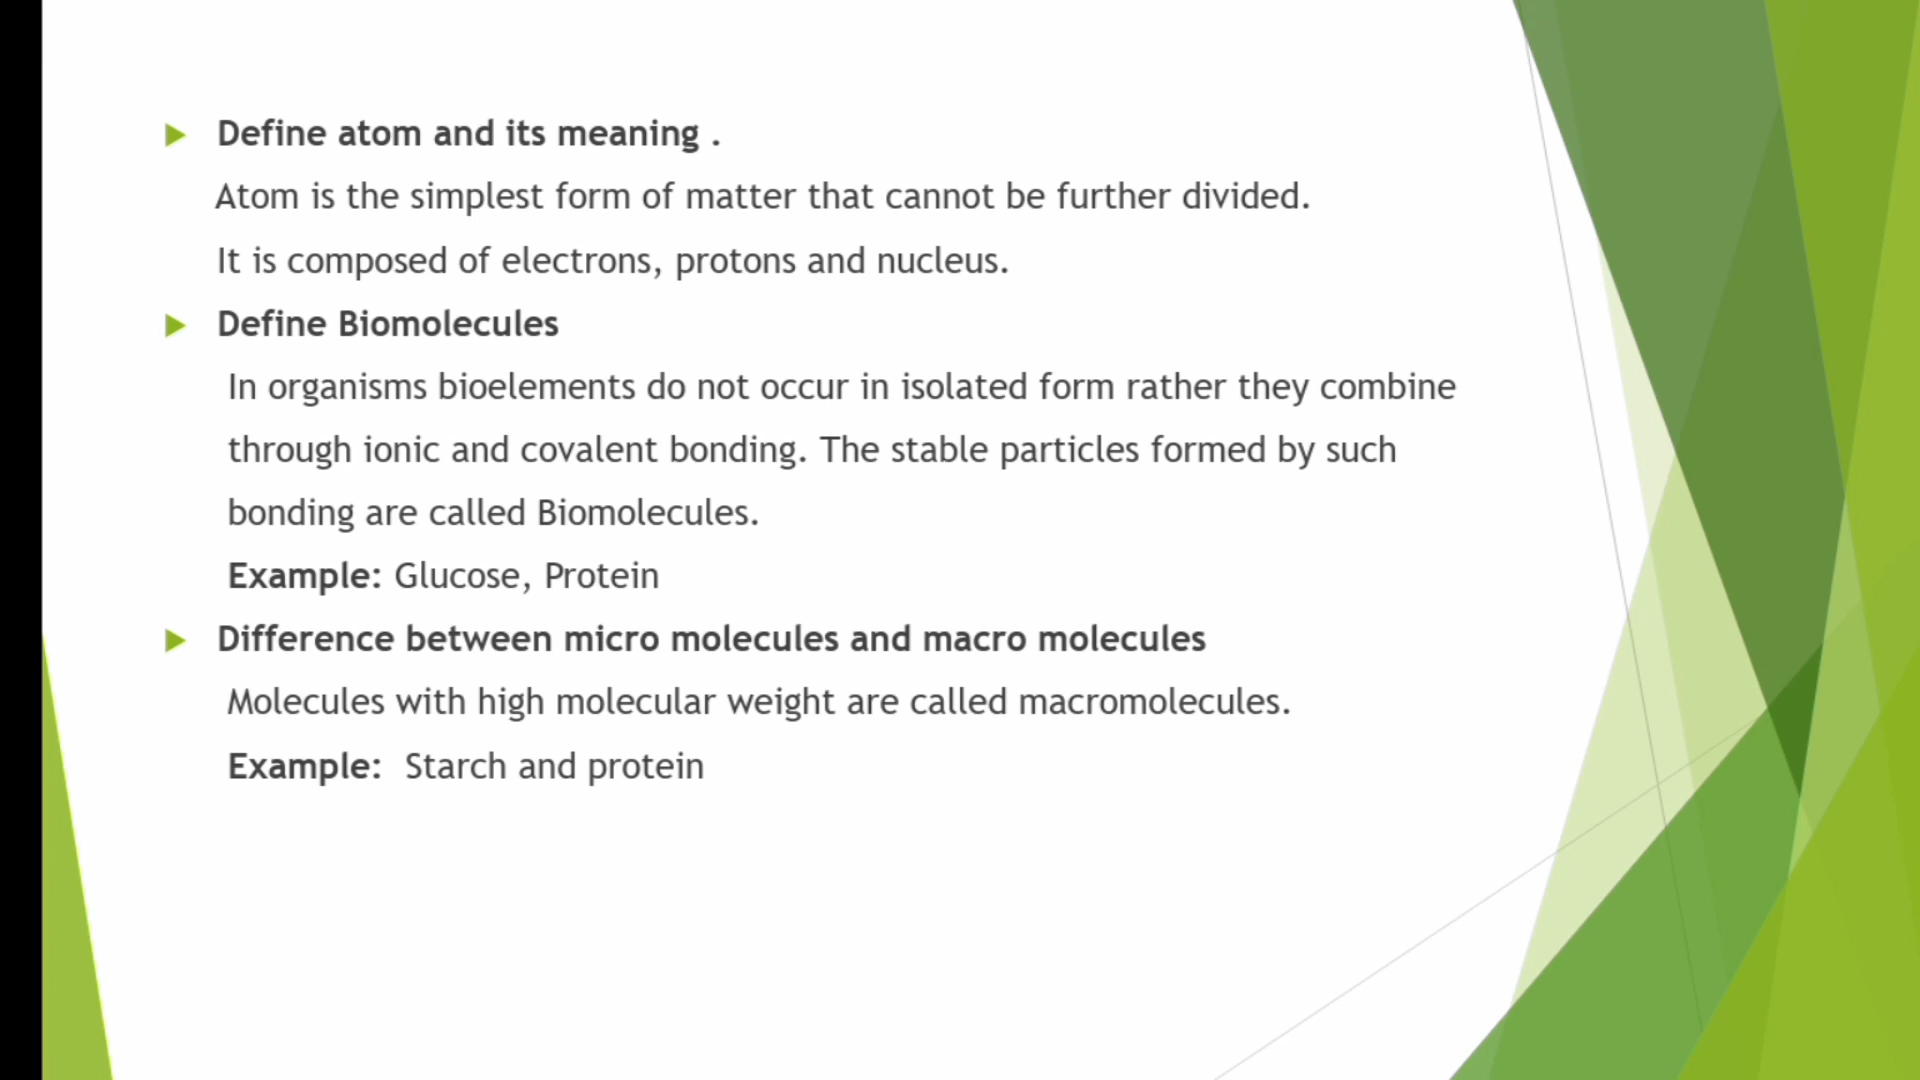 Define atom and its meaning .
Atom is the simplest form of matter that cannot be further divided.
It is composed of electrons, protons and nucleus.
Define Biomolecules
In organisms bioelements do not occur in isolated form rather they combine
through ionic and covalent bonding. The stable particles formed by such
bonding are called Biomolecules.
Example: Glucose, Protein
Difference between micro molecules and macro molecules
Molecules with high molecular weight are called macromolecules.
Example: Starch and protein